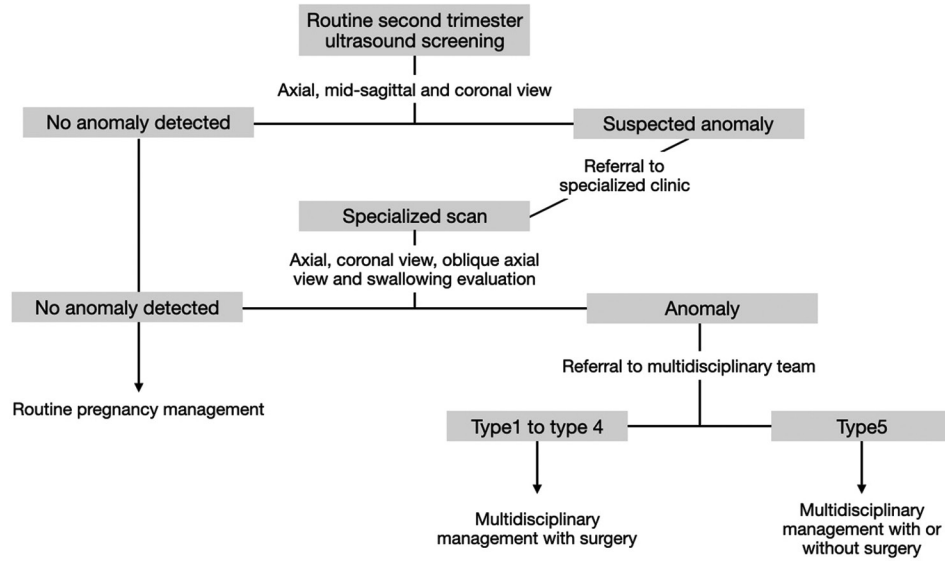 Routine second trimester
ultrasound screening
Axial, mid-sagittal and coronal view
No anomaly detected
Suspected anomaly
Referral to
specialized clinic
Specialized scan
Axial, coronal view, oblique axial
view and swallowing evaluation
No anomaly detected
Anomaly
Referral to multidisciplinary team
Routine pregnancy management
Type1 to type 4
Type5
Multidisciplinary
management with surgery
Multidisciplinary
management with or
without surgery